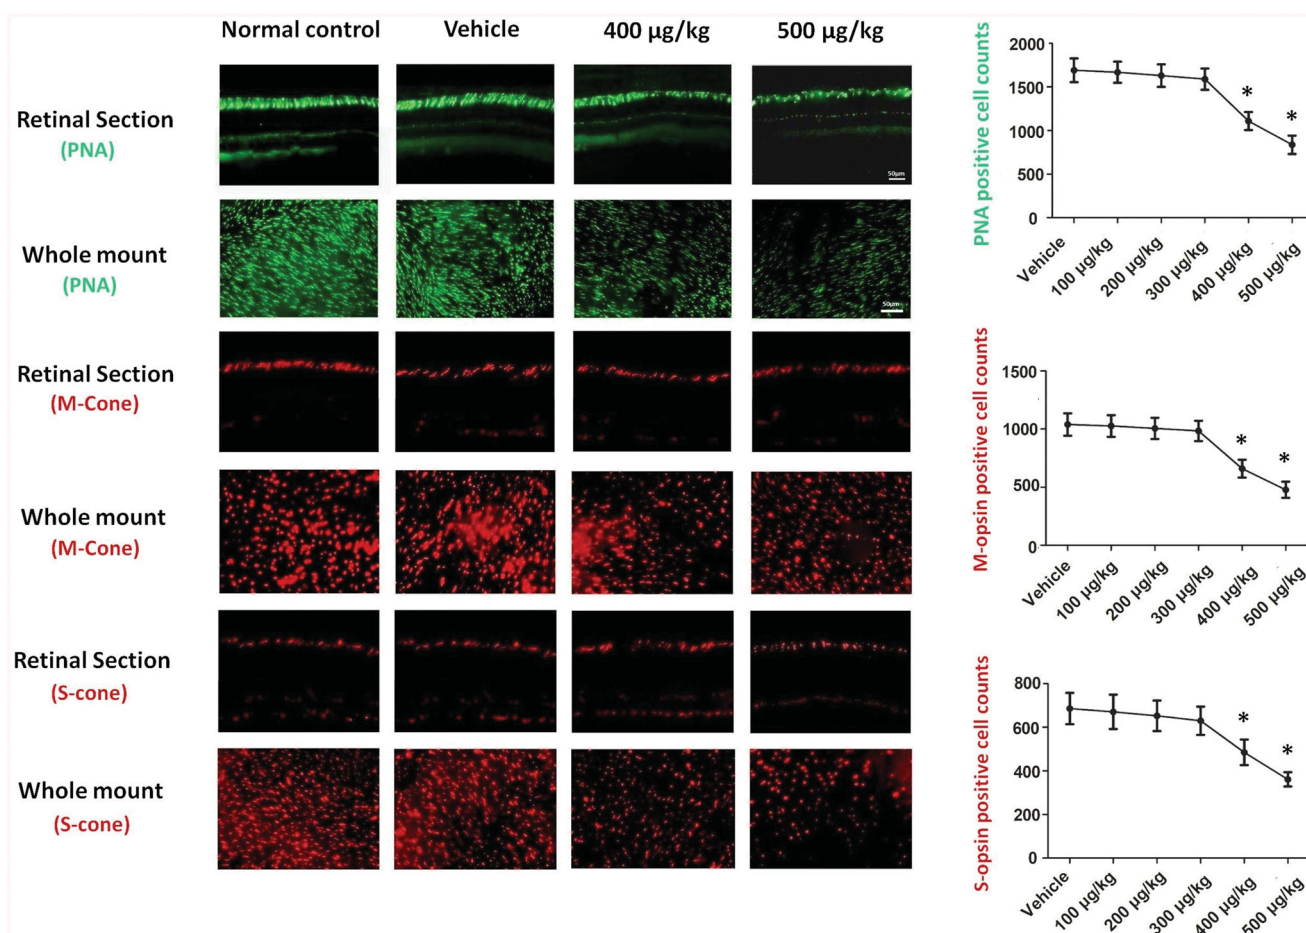 Normal control
Vehicle
400 µg/kg
500 µg/kg
Retinal Section
(PNA)
50µm
Whole mount
(PNA)
50µm
Retinal Section
(M-Cone)
Whole mount
(M-Cone)
Retinal Section
(S-cone)
Whole mount
(S-cone)
PNA positive cell counts
2000
1500
1000
500
0
*
*
Vehicle
100 µg/kg
200 µg/kg
300 µg/kg
400 µg/kg
500 µg/kg
M-opsin positive cell counts
1500
1000
500
0
*
*
Vehicle
100 µg/kg
200 µg/kg
300 µg/kg
400 µg/kg
500 µg/kg
S-opsin positive cell counts
800
600
400
200
0
*
*
Vehicle
100 µg/kg
200 µg/kg
300 µg/kg
400 µg/kg
500 µg/kg